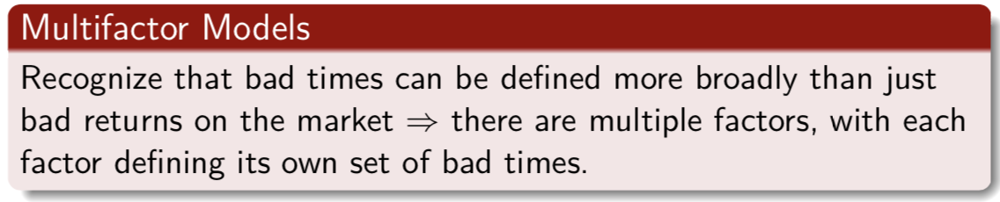 Multifactor Models
Recognize that bad times can be defined more broadly than just
bad returns on the market ⇒ there are multiple factors, with each
factor defining its own set of bad times.